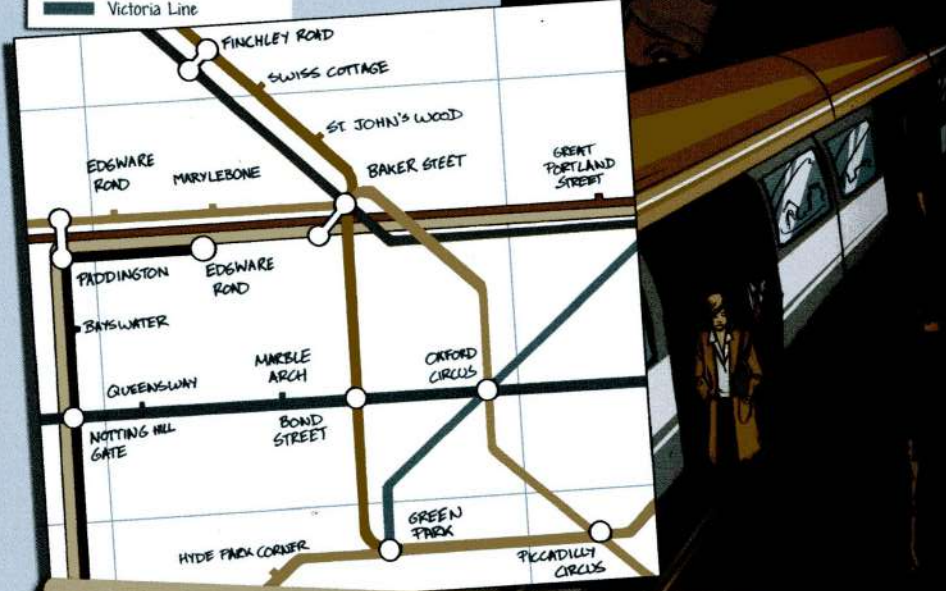 Victoria Line
FINCHLEY ROAD
SWISS COTTAGE
ST JOHN'S WOOD
EDGWARE
ROAD
MARYLEBONE
BAKER STEET
GREAT
PORTLAND
STREET
PADDINGTON
EDGWARE
ROAD
BAYSWATER
QUEENSWAY
MARBLE
ARCH
OXFORD
CIRCUS
NOTTING HILL
GATE
BOND
STREET
GREEN
PARK
HYDE PARK CORNER
PICCADILLY
CIRCUS